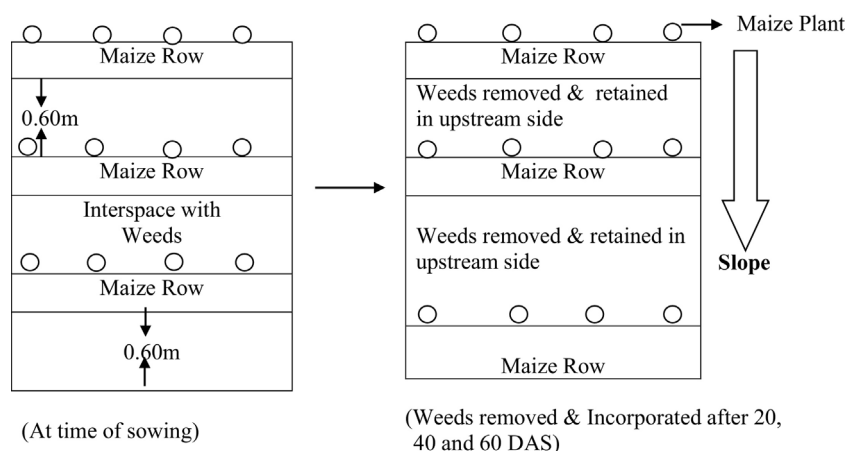 Maize Row
0.60m
Maize Row
Interspace with
Weeds
Maize Row
0.60m
(At time of sowing)
Maize Plant
Maize Row
Weeds removed & retained
in upstream side
Maize Row
Weeds removed & retained in
upstream side
Maize Row
Slope
(Weeds removed & Incorporated after 20,
40 and 60 DAS)